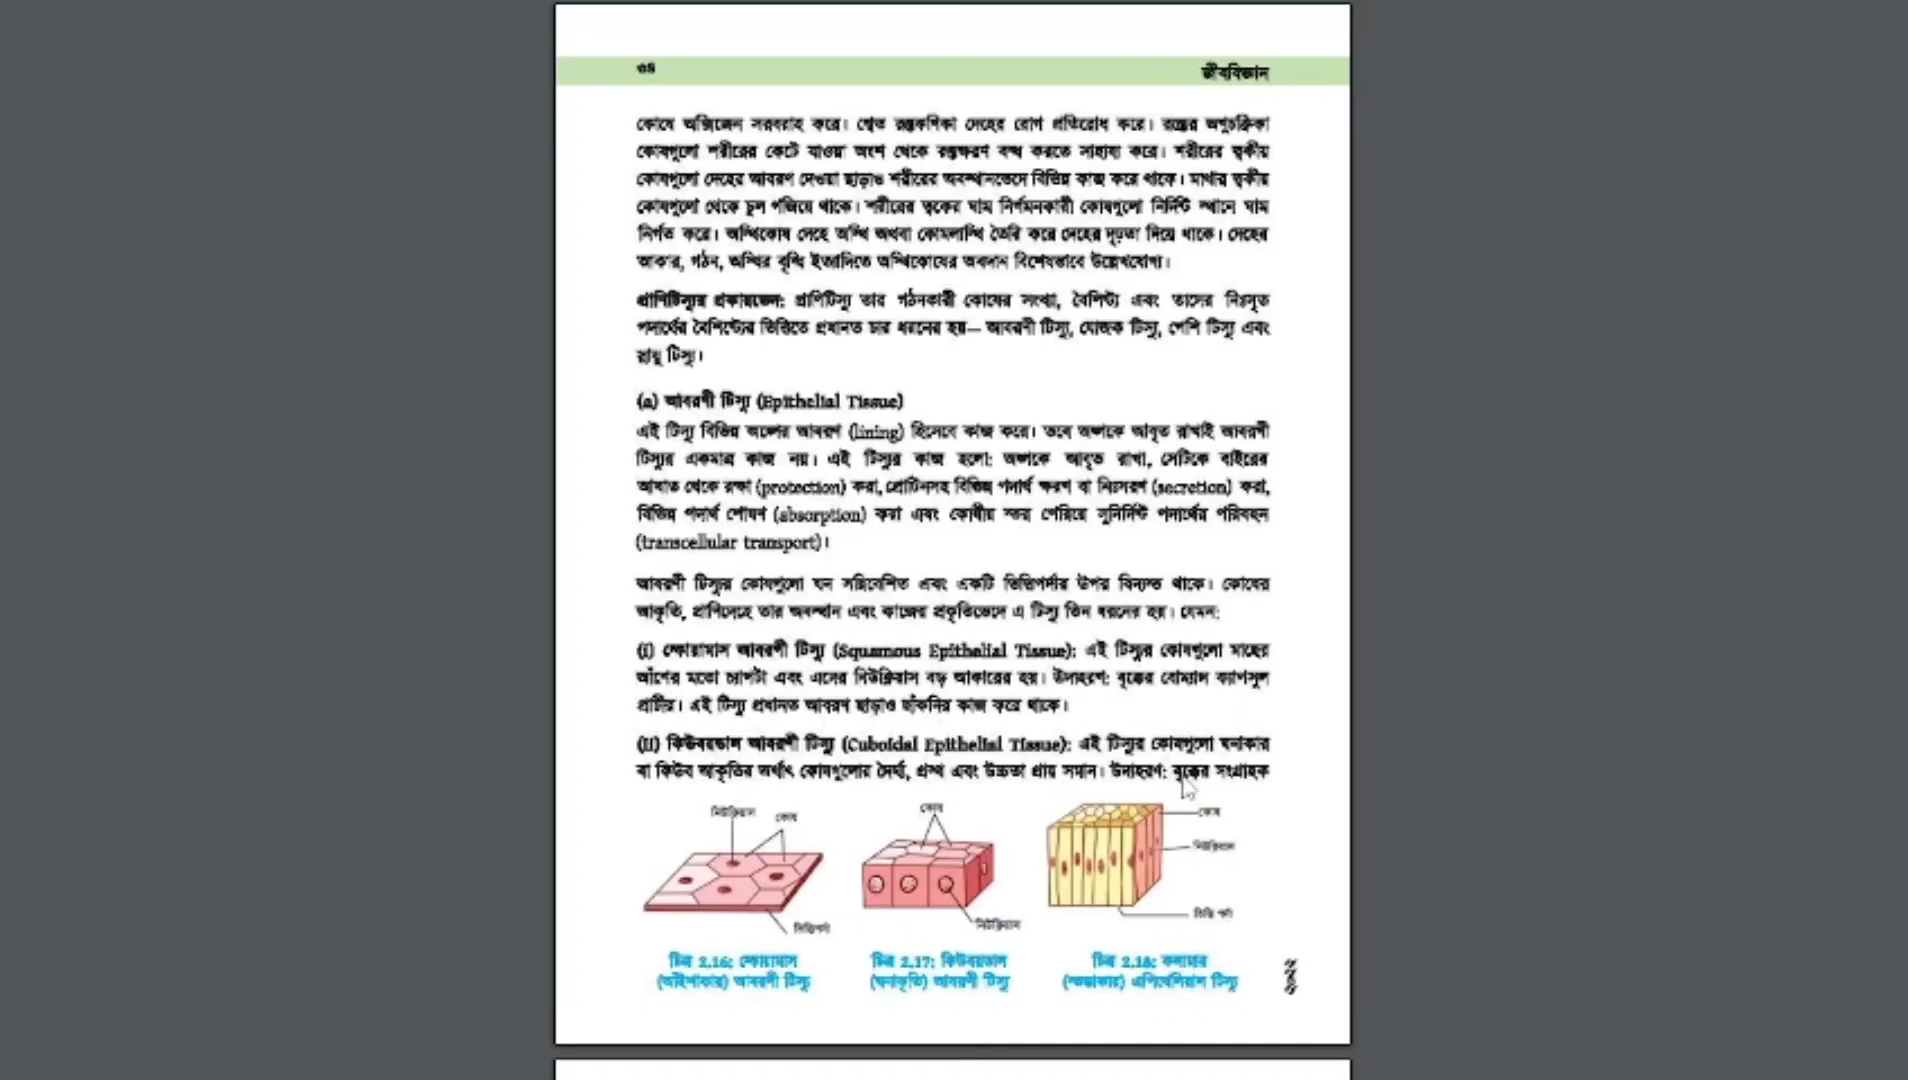 ৩৪
জীববিজ্ঞান
কোষে অক্সিজেন সরবরাহ করে। শ্বেত রক্তকণিকা দেহের রোগ প্রতিরোধ করে। রক্তের অণুচক্রিকা
কোষগুলো শরীরের কেটে যাওয়া অংশ থেকে রক্তক্ষরণ বন্ধ করতে সাহায্য করে। শরীরের ত্বকীয়
কোষগুলো দেহের আবরণ দেওয়া ছাড়াও শরীরের অবস্থানভেদে বিভিন্ন কাজ করে থাকে। মাথার ত্বকীয়
কোষগুলো থেকে চুল গজিয়ে থাকে। শরীরের ত্বকের ঘাম নির্গমনকারী কোষগুলো নির্দিষ্ট স্থানে ঘাম
নির্গত করে। অস্থিকোষ দেহে অস্থি অথবা কোমলাস্থি তৈরি করে দেহের দৃঢ়তা দিয়ে থাকে। দেহের
আকার, গঠন, অস্থির বৃদ্ধি ইত্যাদিতে অস্থিকোষের অবদান বিশেষভাবে উল্লেখযোগ্য।
প্রাণিটিস্যুর প্রকারভেদ: প্রাণিটিস্যু তার গঠনকারী কোষের সংখ্যা, বৈশিষ্ট্য এবং তাদের নিঃসৃত
পদার্থের বৈশিষ্ট্যের ভিত্তিতে প্রধানত চার ধরনের হয়— আবরণী টিস্যু, যোজক টিস্যু, পেশি টিস্যু এবং
স্নায়ু টিস্যু।
(a) আবরণী টিস্যু (Epithelial Tissue)
এই টিস্যু বিভিন্ন অঙ্গের আবরণ (lining) হিসেবে কাজ করে। তবে অঙ্গকে আবৃত রাখাই আবরণী
টিস্যুর একমাত্র কাজ নয়। এই টিস্যুর কাজ হলো: অঙ্গকে আবৃত রাখা, সেটিকে বাইরের
আঘাত থেকে রক্ষা (protection) করা, প্রোটিনসহ বিভিন্ন পদার্থ ক্ষরণ বা নিঃসরণ (secretion) করা,
বিভিন্ন পদার্থ শোষণ (absorption) করা এবং কোষীয় স্তর পেরিয়ে সুনির্দিষ্ট পদার্থের পরিবহন
(transcellular transport)।
আবরণী টিস্যুর কোষগুলো ঘন সন্নিবেশিত এবং একটি ভিত্তিপর্দার উপর বিন্যস্ত থাকে। কোষের
আকৃতি, প্রাণিদেহে তার অবস্থান এবং কাজের প্রকৃতিভেদে এ টিস্যু তিন ধরনের হয়। যেমন:
(i) স্কোয়ামাস আবরণী টিস্যু (Squamous Epithelial Tissue): এই টিস্যুর কোষগুলো মাছের
আঁশের মতো চ্যাপটা এবং এদের নিউক্লিয়াস বড় আকারের হয়। উদাহরণ: বৃক্কের বোম্যান্স ক্যাপসুল
প্রাচীর। এই টিস্যু প্রধানত আবরণ ছাড়াও ছাঁকনির কাজ করে থাকে।
(ii) কিউবয়ডাল আবরণী টিস্যু (Cuboidal Epithelial Tissue): এই টিস্যুর কোষগুলো ঘনাকার
বা কিউব আকৃতির অর্থাৎ কোষগুলোর দৈর্ঘ্য, প্রস্থ এবং উচ্চতা প্রায় সমান। উদাহরণ: বৃক্কের সংগ্রাহক
নিউক্লিয়াস
কোষ
ভিত্তিপর্দা
কোষ
নিউক্লিয়াস
কোষ
নিউক্লিয়াস
ভিত্তি পর্দা
চিত্র 2.16: স্কোয়ামাস
(আঁইশাকার) আবরণী টিস্যু
চিত্র 2.17: কিউবয়ডাল
(ঘনাকৃতি) আবরণী টিস্যু
চিত্র 2.18: কলামার
(স্তম্ভাকার) এপিথেলিয়াল টিস্যু